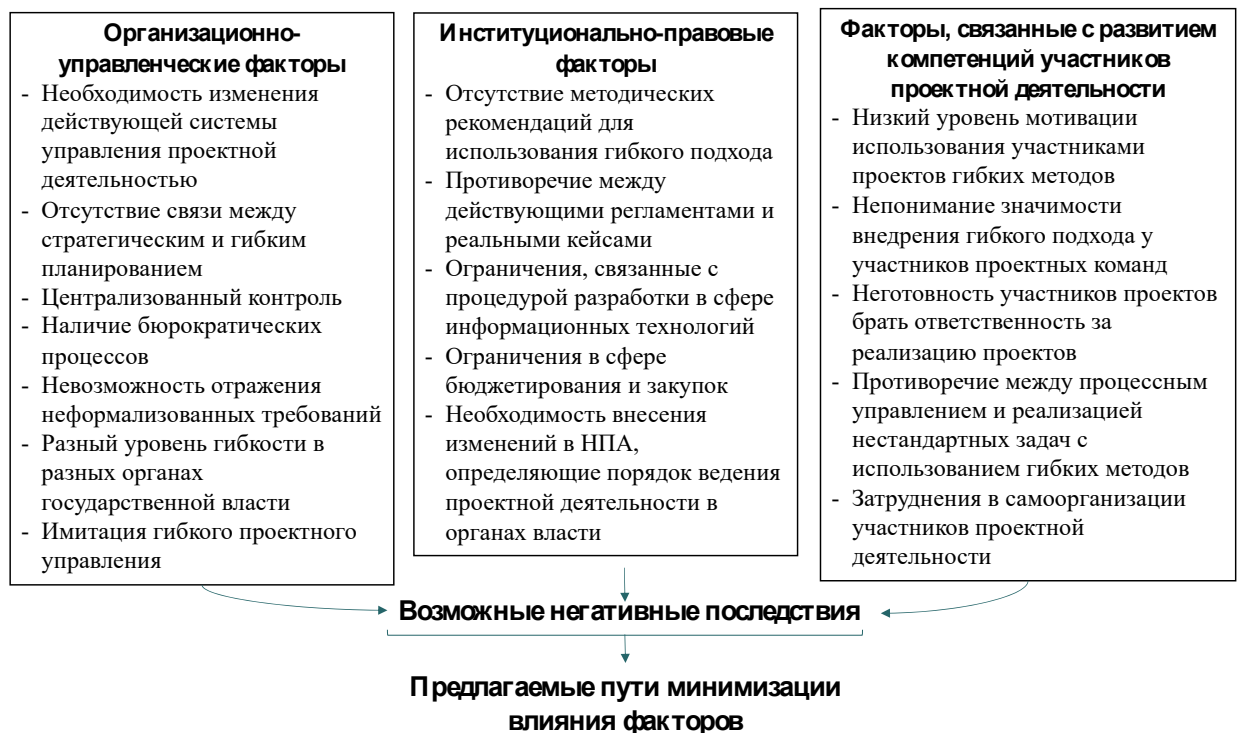 Организационно-
управленческие факторы
- Необходимость изменения
действующей системы
управления проектной
деятельностью
- Отсутствие связи между
стратегическим и гибким
планированием
- Централизованный контроль
- Наличие бюрократических
процессов
- Невозможность отражения
неформализованных требований
- Разный уровень гибкости в
разных органах
государственной власти
- Имитация гибкого проектного
управления
Институционально-правовые
факторы
- Отсутствие методических
рекомендаций для
использования гибкого подхода
- Противоречие между
действующими регламентами и
реальными кейсами
- Ограничения, связанные с
процедурой разработки в сфере
информационных технологий
- Ограничения в сфере
бюджетирования и закупок
- Необходимость внесения
изменений в НПА,
определяющие порядок ведения
проектной деятельности в
органах власти
Факторы, связанные с развитием
компетенций участников
проектной деятельности
- Низкий уровень мотивации
использования участниками
проектов гибких методов
- Непонимание значимости
внедрения гибкого подхода у
участников проектных команд
- Неготовность участников проектов
брать ответственность за
реализацию проектов
- Противоречие между процессным
управлением и реализацией
нестандартных задач с
использованием гибких методов
- Затруднения в самоорганизации
участников проектной
деятельности
Возможные негативные последствия
Предлагаемые пути минимизации
влияния факторов